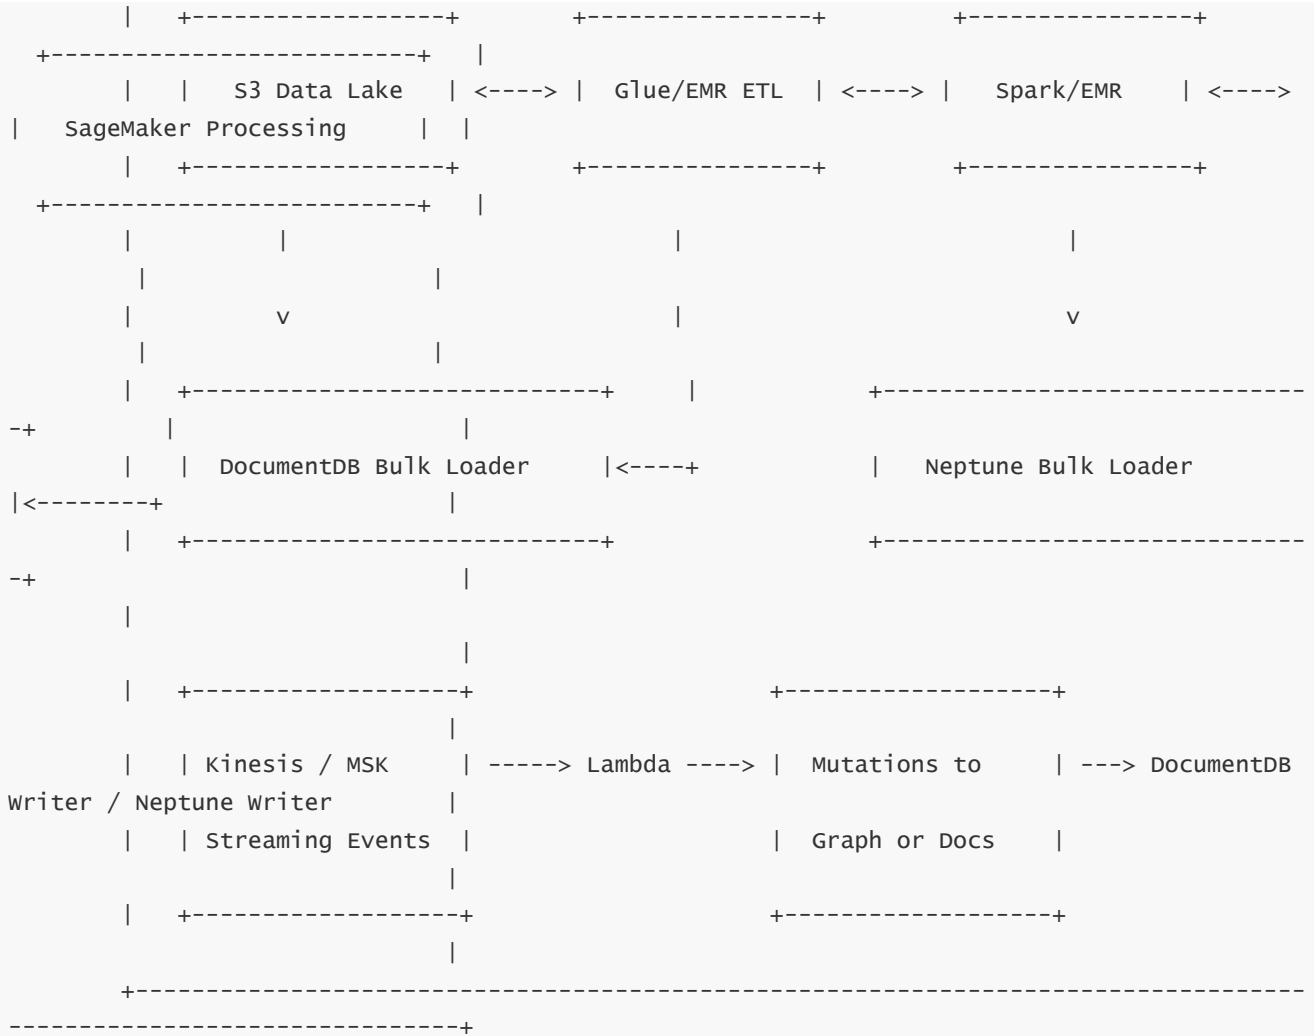 |   +------------------+        +---------------+         +---------------+
  +--------------------------+   |
        |   |    S3 Data Lake   | <----> |  Glue/EMR ETL  | <----> |   Spark/EMR    | <---->
|   SageMaker Processing     |  |
        |   +------------------+        +---------------+         +---------------+
  +--------------------------+   |
        |          |                           |                           |
         |                    |
        |          v                           |                           v
         |                    |
        |   +-----------------------------+     |           +------------------------------
-+         |                    |
        |   |  DocumentDB Bulk Loader     |<----+           |   Neptune Bulk Loader
|<--------+                    |
        |   +-----------------------------+                 +------------------------------
-+                              |
        |
                                |
        |   +-------------------+                     +-------------------+
                               |
        |   | Kinesis / MSK     | -----> Lambda ----> |  Mutations to     | ---> DocumentDB
Writer / Neptune Writer        |
        |   | Streaming Events  |                     |  Graph or Docs    |
                               |
        |   +-------------------+                     +-------------------+
                               |
        +-----------------------------------------------------------------------------------
--------------------------------+